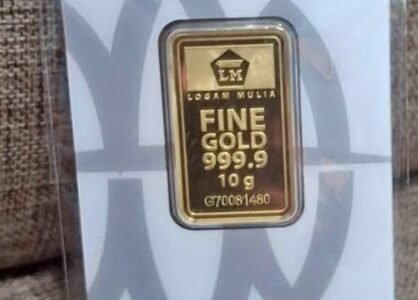 LM
LOGAM MULIA
FINE
GOLD
999.9
10 g
G70081480